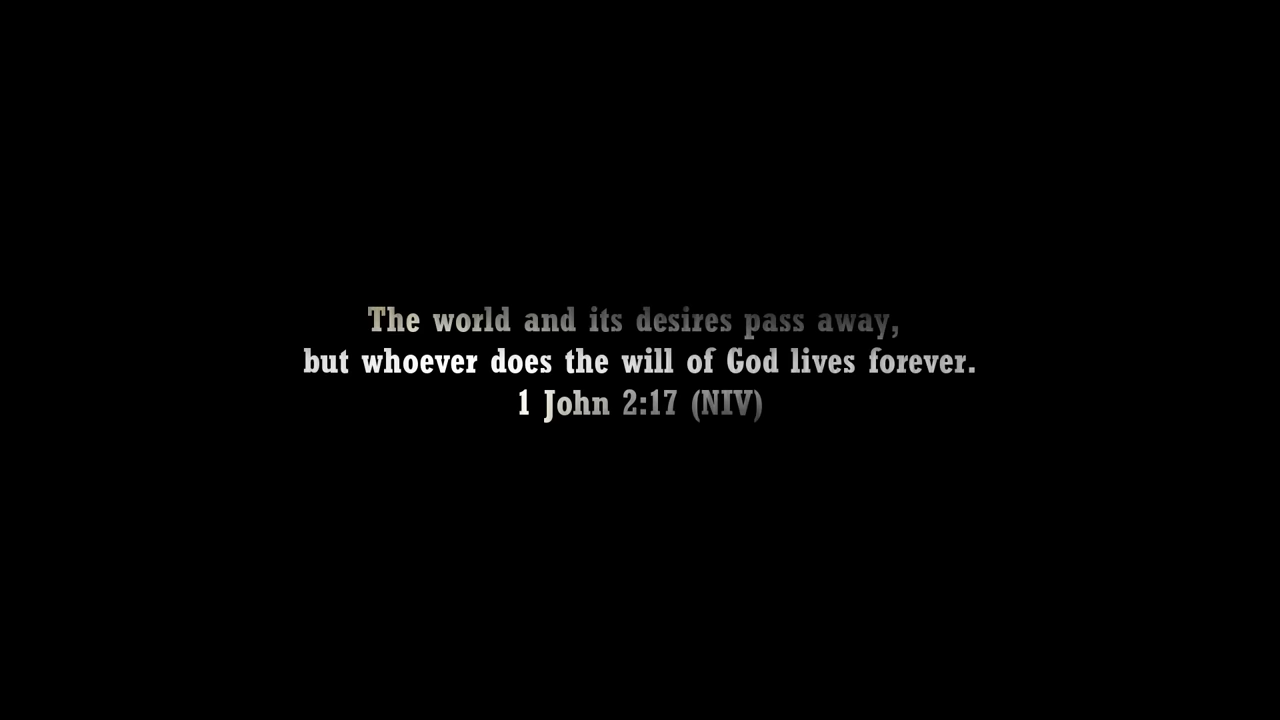 The world and its desires pass away,
but whoever does the will of God lives forever.
1 John 2:17 (NIV)